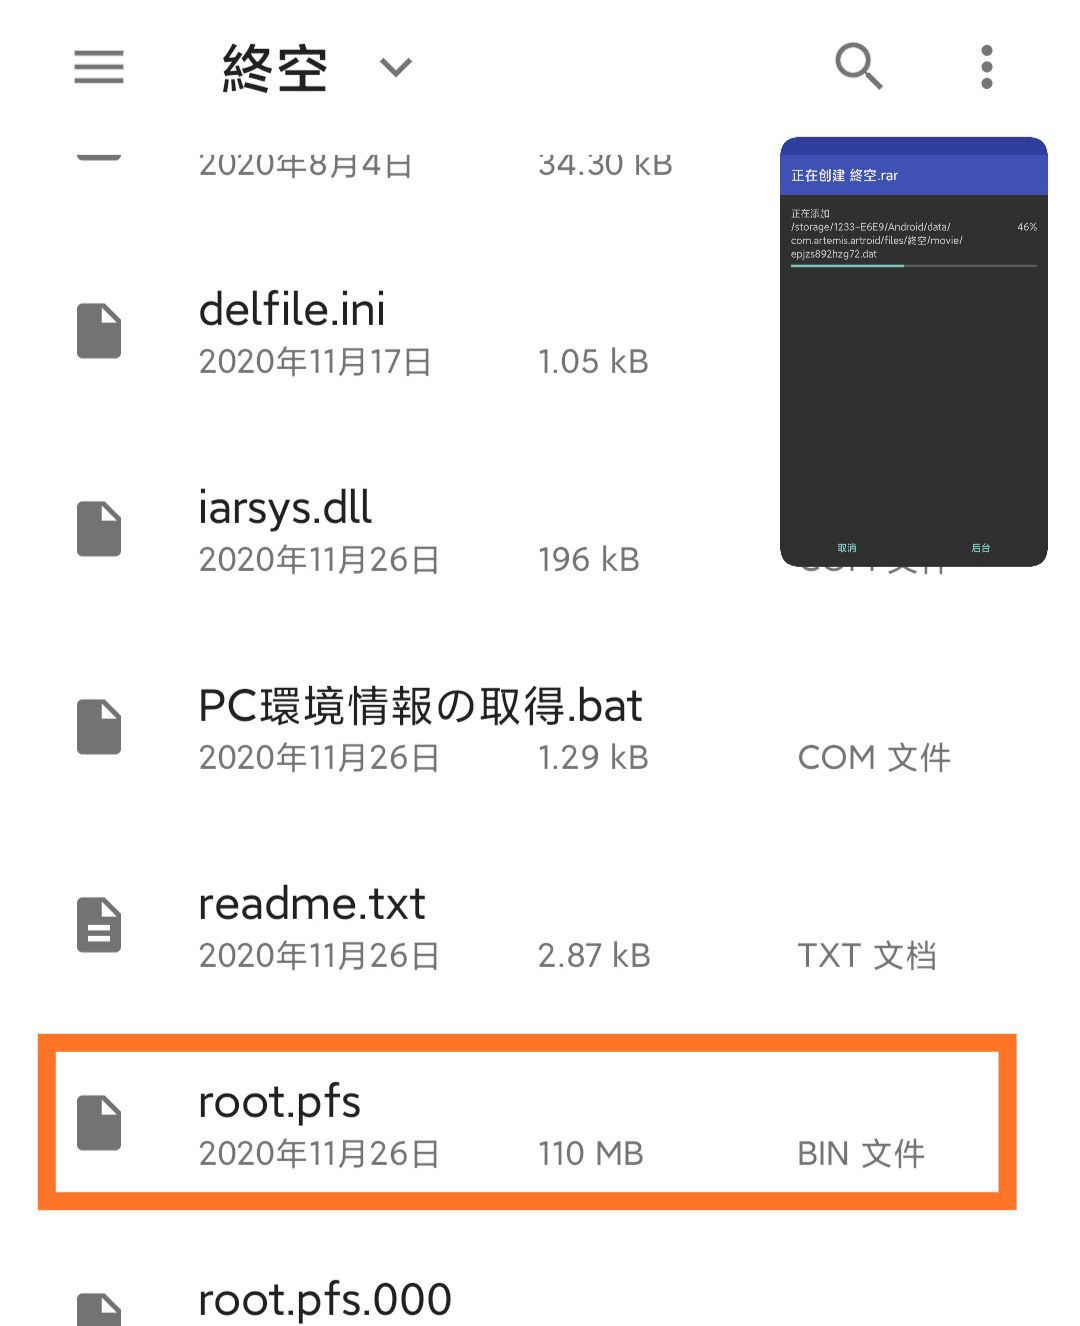 終空
2020年8月4日 34.30 kB
正在创建 終空.rar
正在添加
/storage/1233-E6E9/Android/data/ 46%
com.artemis.artroid/files/終空/movie/
epjzs892hzg72.dat
取消 后台
delfile.ini
2020年11月17日 1.05 kB
iarsys.dll
2020年11月26日 196 kB COM 文件
PC環境情報の取得.bat
2020年11月26日 1.29 kB COM 文件
readme.txt
2020年11月26日 2.87 kB TXT 文档
root.pfs
2020年11月26日 110 MB BIN 文件
root.pfs.000